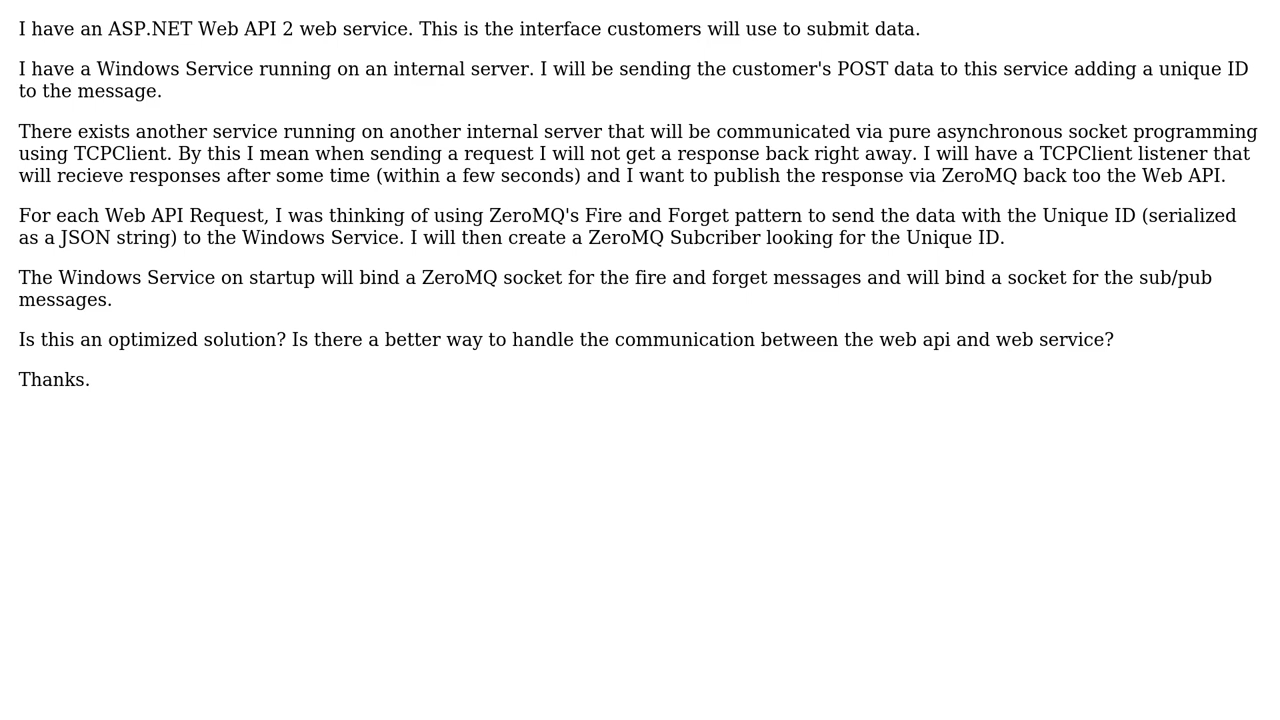 I have an ASP.NET Web API 2 web service. This is the interface customers will use to submit data.
I have a Windows Service running on an internal server. I will be sending the customer's POST data to this service adding a unique ID
to the message.
There exists another service running on another internal server that will be communicated via pure asynchronous socket programming
using TCPClient. By this I mean when sending a request I will not get a response back right away. I will have a TCPClient listener that
will recieve responses after some time (within a few seconds) and I want to publish the response via ZeroMQ back too the Web API.
For each Web API Request, I was thinking of using ZeroMQ's Fire and Forget pattern to send the data with the Unique ID (serialized
as a JSON string) to the Windows Service. I will then create a ZeroMQ Subcriber looking for the Unique ID.
The Windows Service on startup will bind a ZeroMQ socket for the fire and forget messages and will bind a socket for the sub/pub
messages.
Is this an optimized solution? Is there a better way to handle the communication between the web api and web service?
Thanks.